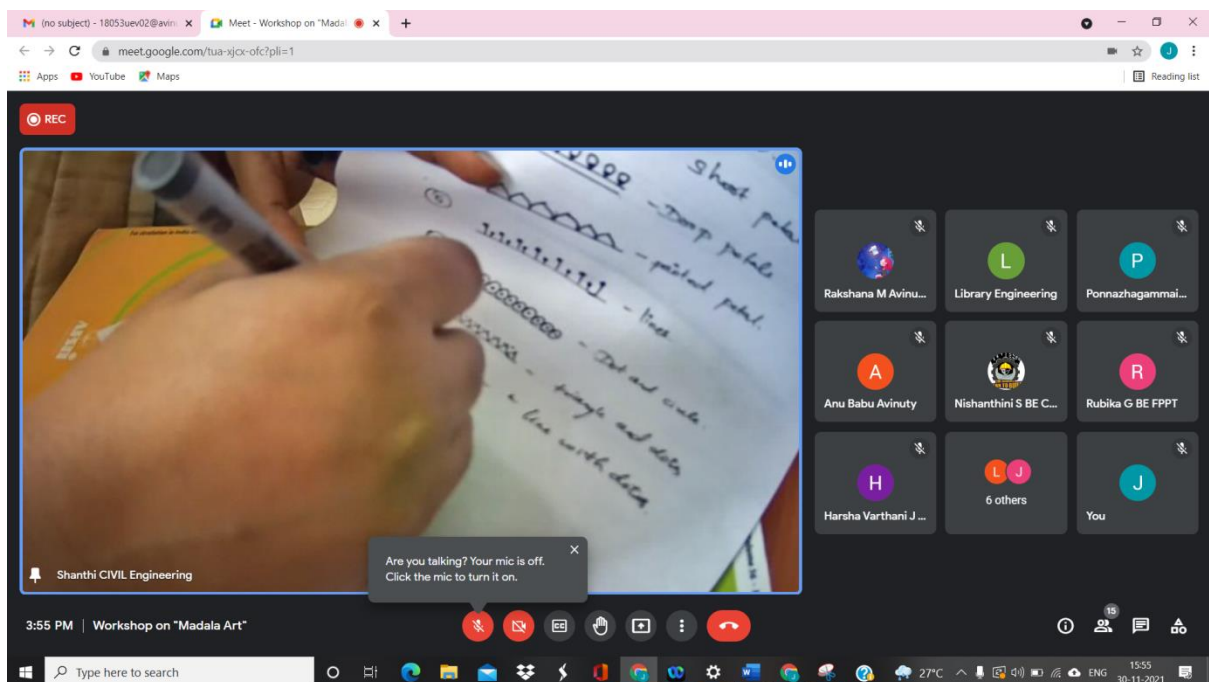 (no subject) - 18053uev02@avin
Meet - Workshop on "Madal
meet.google.com/tua-xjcx-ofc?pli=1
Apps
YouTube
Maps
Reading list
J
REC
Short
- Drop petals
- pointed petal.
- lines
- Dot and circle.
- triangle and dots
- line with dots
Shanthi CIVIL Engineering
Are you talking? Your mic is off.
Click the mic to turn it on.
Rakshana M Avinu...
L
Library Engineering
P
Ponnazhagammai...
A
Anu Babu Avinuty
Nishanthini S BE C...
R
Rubika G BE FPPT
H
Harsha Varthani J ...
L J
6 others
J
You
3:55 PM | Workshop on "Madala Art"
CC
15
Type here to search
27°C
ENG
15:55
30-11-2021